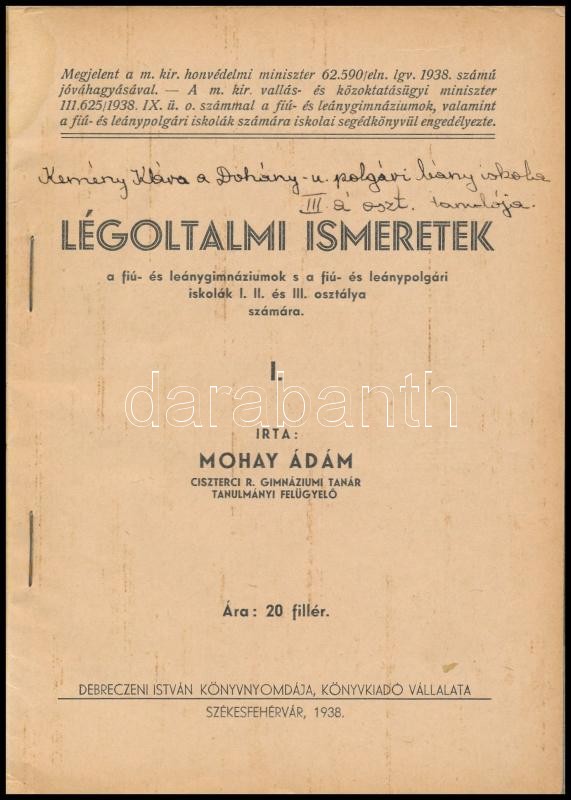 Megjelent a m. kir. honvédelmi miniszter 62.590/eln. lgv. 1938. számú
jóváhagyásával. — A m. kir. vallás- és közoktatásügyi miniszter
111.625/1938. IX. ü. o. számmal a fiú- és leánygimnáziumok, valamint
a fiú- és leánypolgári iskolák számára iskolai segédkönyvül engedélyezte.
Kemény Klára a Dohány-u. polgári leány iskola
III á oszt. tanulója.
LÉGOLTALMI ISMERETEK
a fiú- és leánygimnáziumok s a fiú- és leánypolgári
iskolák I. II. és III. osztálya
számára.
I.
darabanth
IRTA:
MOHAY ÁDÁM
CISZTERCI R. GIMNÁZIUMI TANÁR
TANULMÁNYI FELÜGYELŐ
Ára: 20 fillér.
DEBRECZENI ISTVÁN KÖNYVNYOMDÁJA, KÖNYVKIADÓ VÁLLALATA
SZÉKESFEHÉRVÁR, 1938.